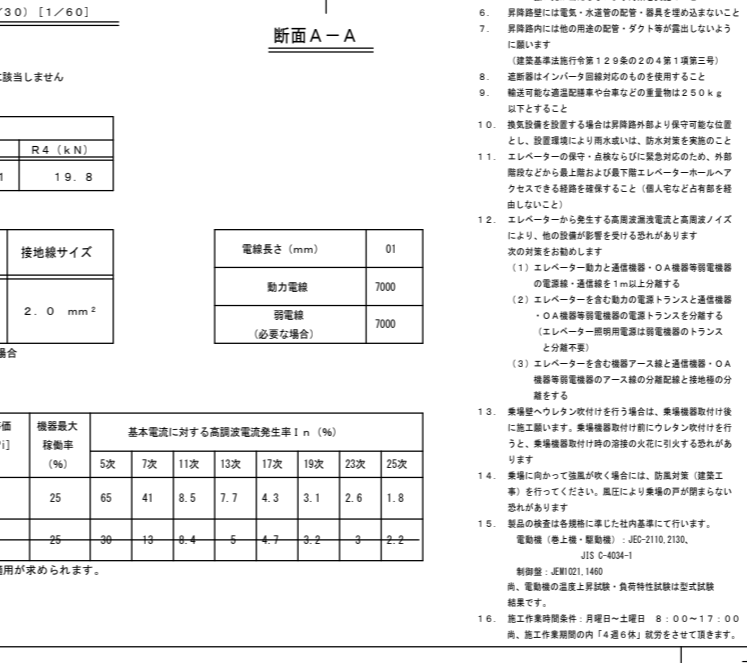 /30) [1/60]
断面A-A
該当しません
R4(kN)
1 19.8
接地線サイズ
2.0 mm²
場合
電線長さ(mm) 01
動力電線 7000
弱電線
(必要な場合) 7000
価 機器最大 基本電流に対する高調波電流発生率In(%)
i] 稼働率
(%) 5次 7次 11次 13次 17次 19次 23次 25次
25 65 41 8.5 7.7 4.3 3.1 2.6 1.8
25 30 13 8.4 5 4.7 3.2 3 2.2
用が求められます。
6. 昇降路壁には電気・水道管の配管・器具を埋め込まないこと
7. 昇降路内には他の用途の配管・ダクト等が露出しないよう
に願います
(建築基準法施行令第129条の2の4第1項第三号)
8. 遮断器はインバータ回線対応のものを使用すること
9. 輸送可能な適温配膳車や台車などの重量物は250kg
以下とすること
10. 換気設備を設置する場合は昇降路外部より保守可能な位置
とし、設置環境により雨水或いは、防水対策を実施のこと
11. エレベーターの保守・点検ならびに緊急対応のため、外部
階段などから最上階および最下階エレベーターホールへア
クセスできる経路を確保すること(個人宅など占有部を経
由しないこと)
12. エレベーターから発生する高周波漏洩電流と高周波ノイズ
により、他の設備が影響を受ける恐れがあります
次の対策をお勧めします
(1)エレベーター動力と通信機器・OA機器等弱電機器
の電源線・通信線を1m以上分離する
(2)エレベーターを含む動力の電源トランスと通信機器
・OA機器等弱電機器の電源トランスを分離する
(エレベーター照明用電源は弱電機器のトランス
と分離不要)
(3)エレベーターを含む機器アース線と通信機器・OA
機器等弱電機器のアース線の分離配線と接地極の分
離をする
13. 乗場壁へウレタン吹付けを行う場合は、乗場機器取付け後
に施工願います。乗場機器取付け前にウレタン吹付けを行
うと、乗場機器取付け時の溶接の火花に引火する恐れがあ
ります
14. 乗場に向かって強風が吹く場合には、防風対策(建築工
事)を行ってください。風圧により乗場の戸が閉まらない
恐れがあります
15. 製品の検査は各規格に準じた社内基準にて行います。
電動機(巻上機・駆動機):JEC-2110,2130、
JIS C-4034-1
制御盤:JEM1021,1460
尚、電動機の温度上昇試験・負荷特性試験は型式試験
結果です。
16. 施工作業時間条件:月曜日~土曜日 8:00~17:00
尚、施工作業期間の内「4週6休」就労をさせて頂きます。